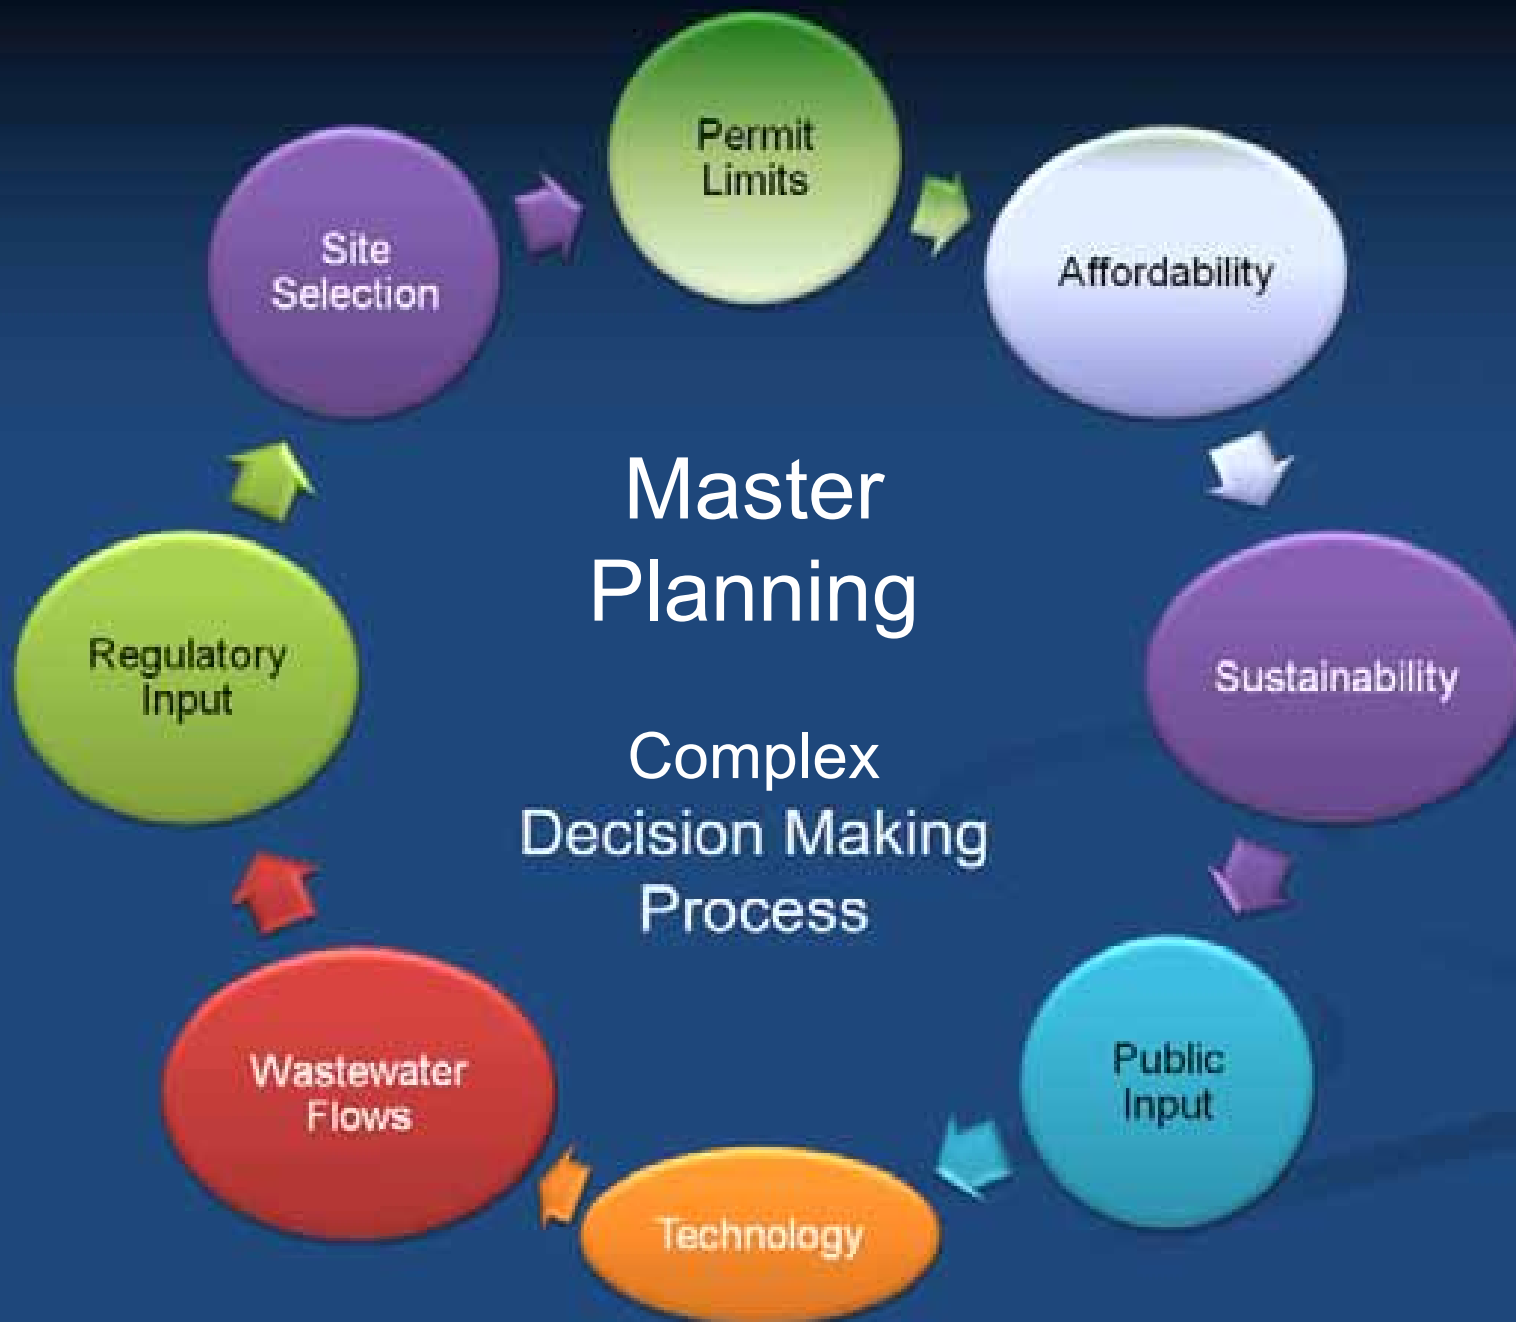 Permit
Limits
Affordability
Sustainability
Public
Input
Technology
Wastewater
Flows
Regulatory
Input
Site
Selection
Master
Planning
Complex
Decision Making
Process